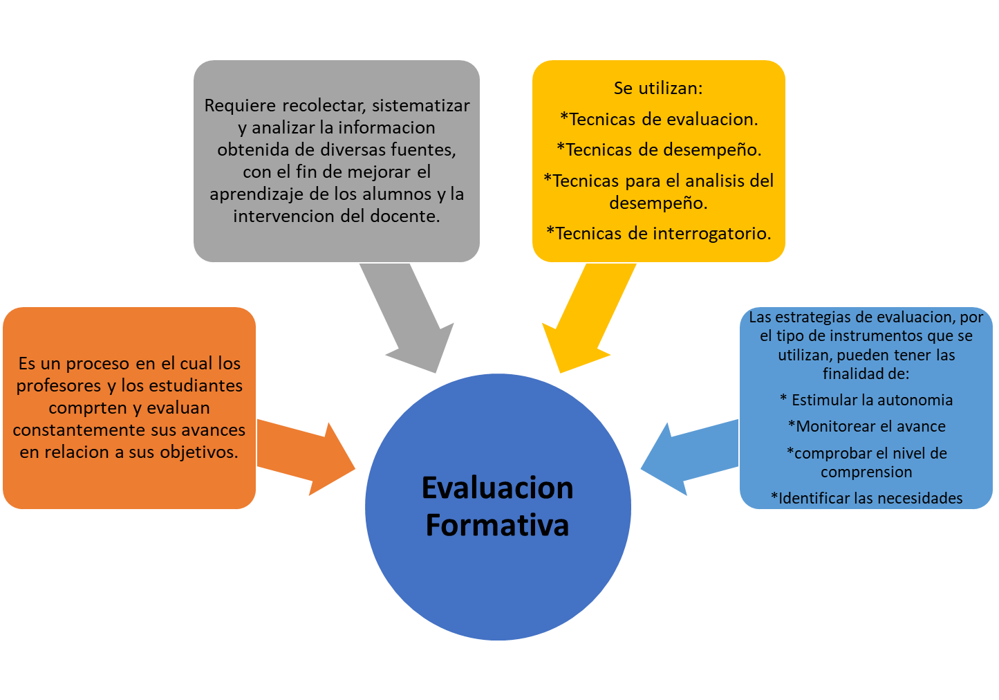 Requiere recolectar, sistematizar
y analizar la informacion
obtenida de diversas fuentes,
con el fin de mejorar el
aprendizaje de los alumnos y la
intervencion del docente.
Se utilizan:
*Tecnicas de evaluacion.
*Tecnicas de desempeño.
*Tecnicas para el analisis del
desempeño.
*Tecnicas de interrogatorio.
Es un proceso en el cual los
profesores y los estudiantes
comprten y evaluan
constantemente sus avances
en relacion a sus objetivos.
Las estrategias de evaluacion, por
el tipo de instrumentos que se
utilizan, pueden tener las
finalidad de:
* Estimular la autonomia
*Monitorear el avance
*comprobar el nivel de
comprension
*Identificar las necesidades
Evaluacion
Formativa